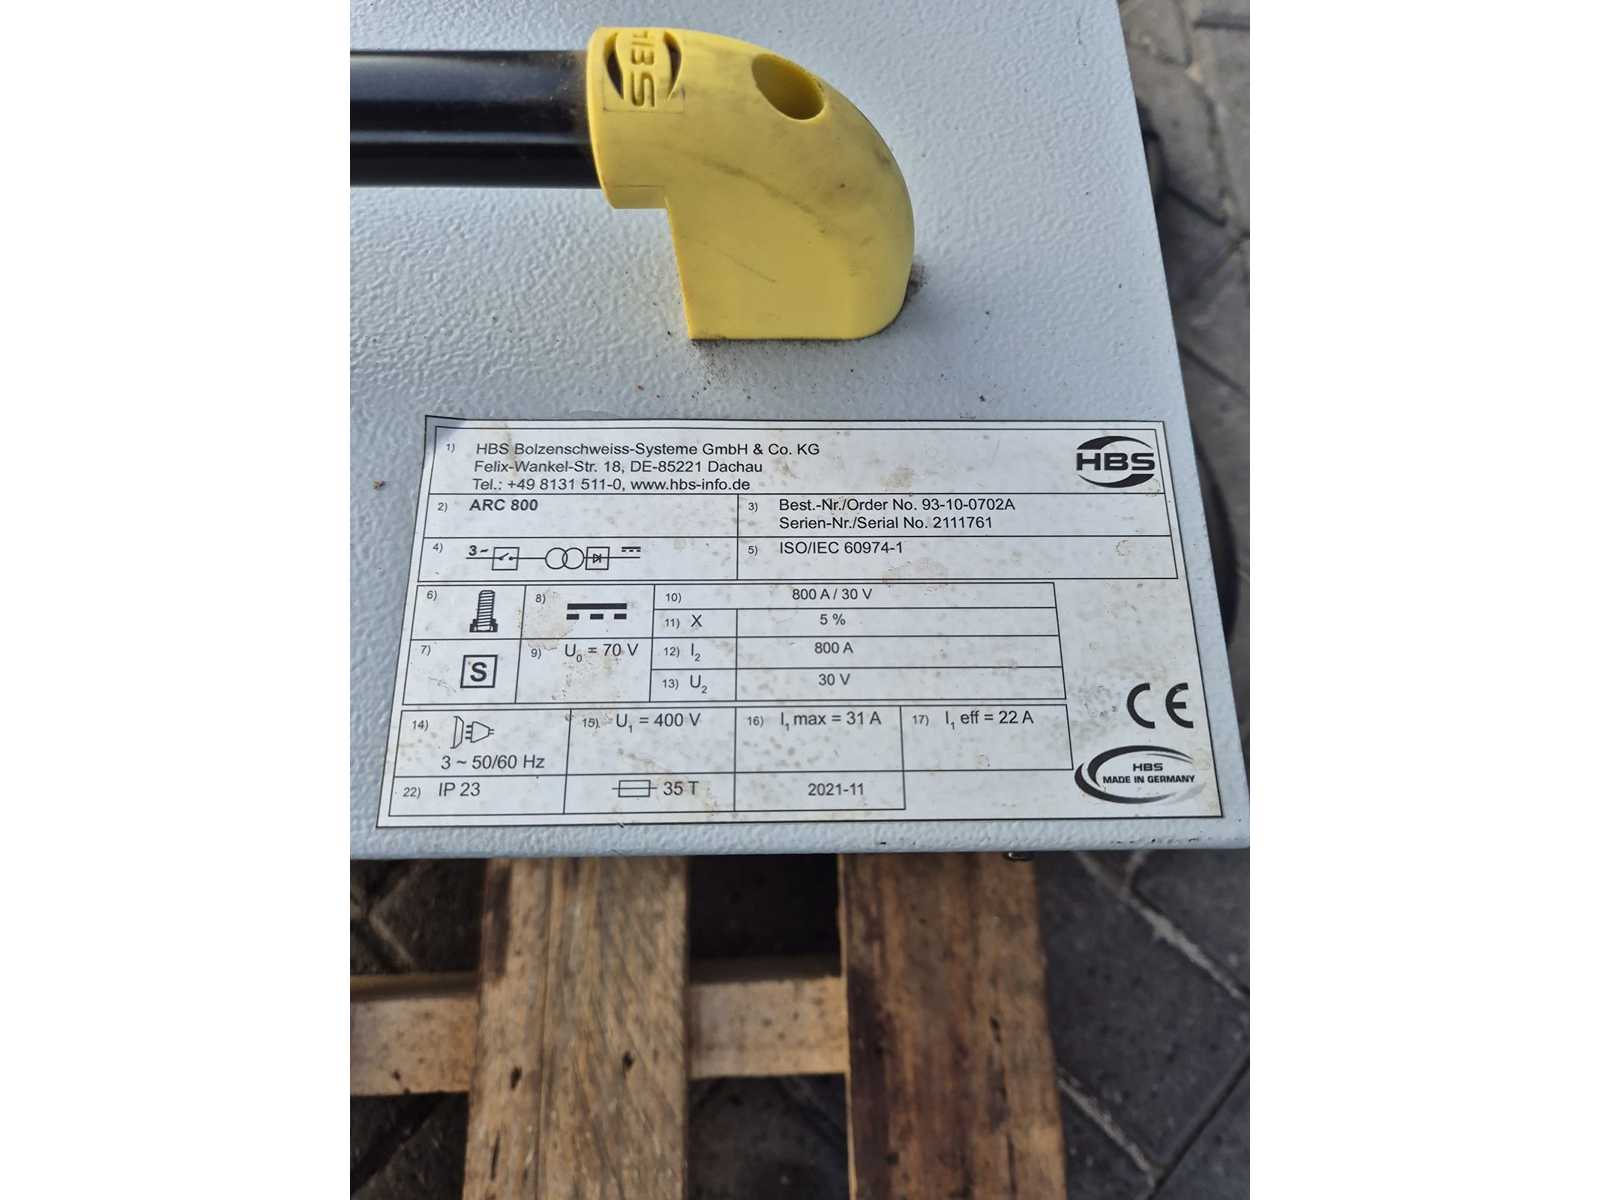 HBS
1) HBS Bolzenschweiss-Systeme GmbH & Co. KG
Felix-Wankel-Str. 18, DE-85221 Dachau
Tel.: +49 8131 511-0, www.hbs-info.de
HBS
2) ARC 800
3) Best.-Nr./Order No. 93-10-0702A
Serien-Nr./Serial No. 2111761
4) 3~
5) ISO/IEC 60974-1
6)
8)
10) 800 A / 30 V
11) X 5 %
7) S
9) U0 = 70 V
12) I2 800 A
13) U2 30 V
14) 3 ~ 50/60 Hz
15) U1 = 400 V
16) I1 max = 31 A
17) I1 eff = 22 A
CE
22) IP 23
35 T
2021-11
HBS
MADE IN GERMANY